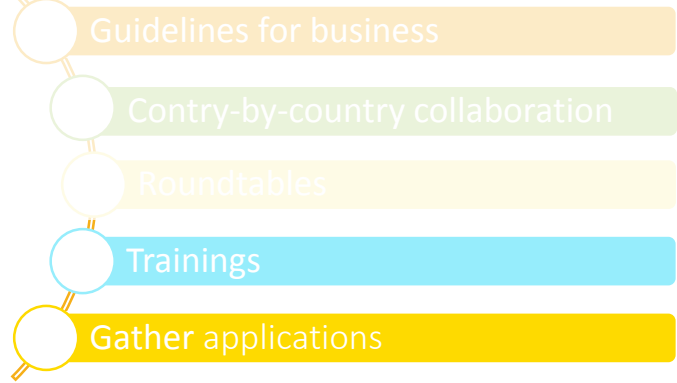 Guidelines for business
Contry-by-country collaboration
Roundtables
Trainings
Gather applications